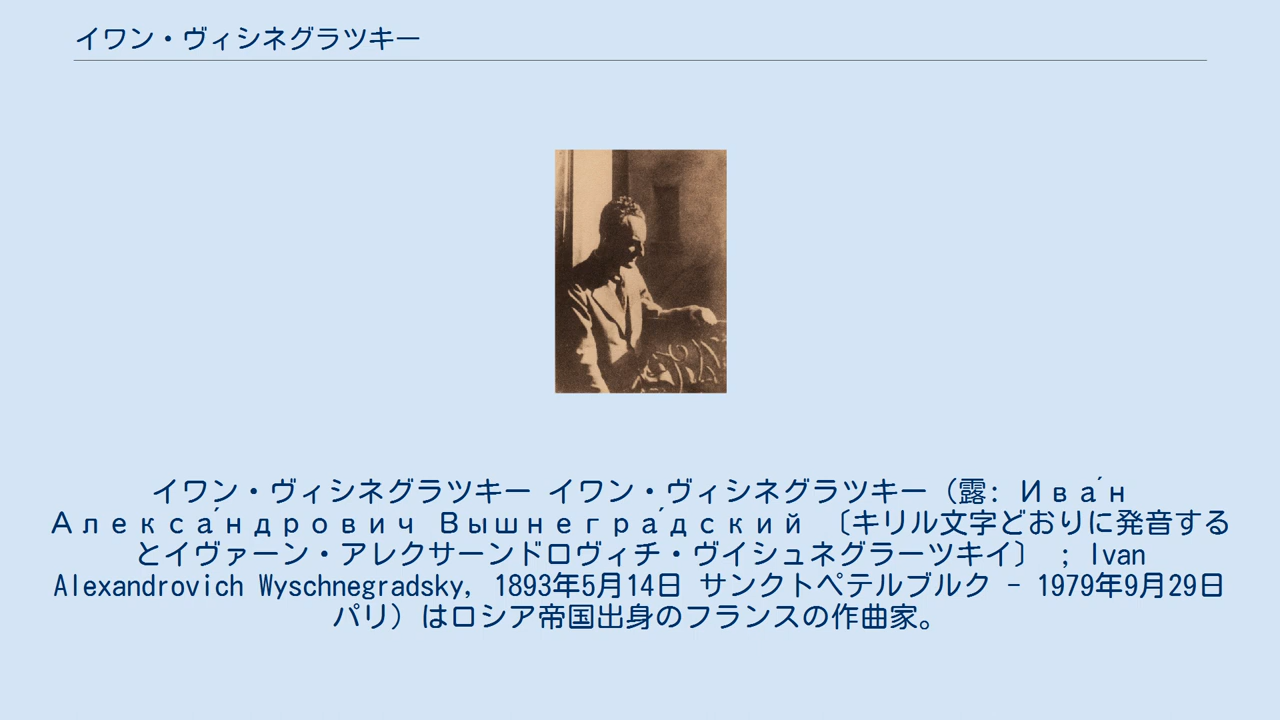 イワン・ヴィシネグラツキー
イワン・ヴィシネグラツキー イワン・ヴィシネグラツキー（露: Ива́н
Алекса́ндрович Вышнегра́дский 〔キリル文字どおりに発音する
とイヴァーン・アレクサーンドロヴィチ・ヴイシュネグラーツキイ〕 ; Ivan
Alexandrovich Wyschnegradsky, 1893年5月14日 サンクトペテルブルク - 1979年9月29日
パリ）はロシア帝国出身のフランスの作曲家。